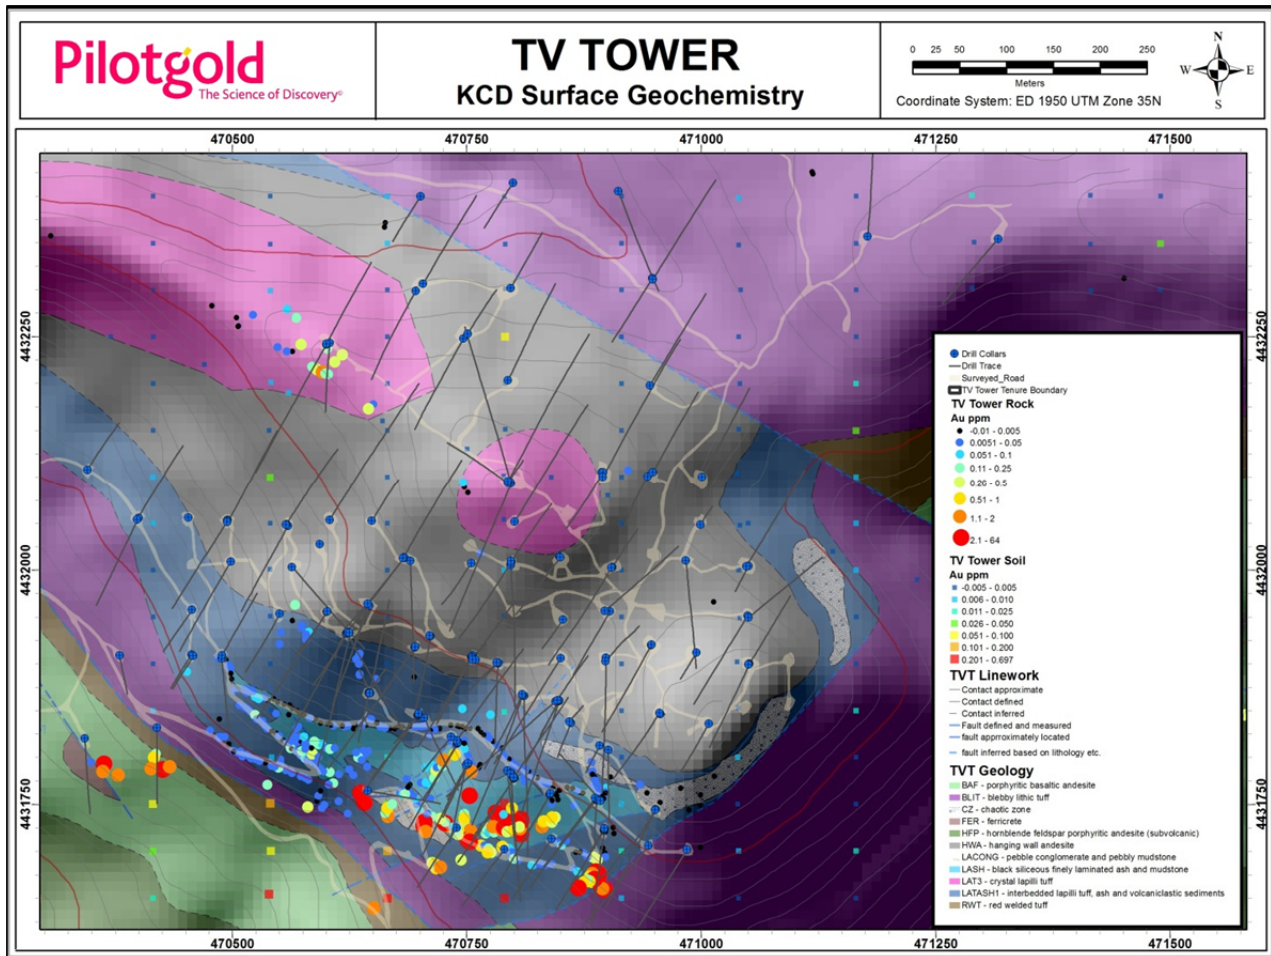 Pilotgold
The Science of Discovery©
TV TOWER
KCD Surface Geochemistry
0 25 50 100 150 200 250
Meters
Coordinate System: ED 1950 UTM Zone 35N
N
W E
S
470500 470750 471000 471250 471500
4432250 4432250
4432000 4432000
4431750 4431750
Drill Collars
Drill Trace
Surveyed_Road
TV Tower Tenure Boundary
TV Tower Rock
Au ppm
-0.01 - 0.005
0.0051 - 0.05
0.051 - 0.1
0.11 - 0.25
0.26 - 0.5
0.51 - 1
1.1 - 2
2.1 - 64
TV Tower Soil
Au ppm
-0.005 - 0.005
0.006 - 0.010
0.011 - 0.025
0.026 - 0.050
0.051 - 0.100
0.101 - 0.200
0.201 - 0.697
TVT Linework
Contact approximate
Contact defined
Contact inferred
Fault defined and measured
fault approximately located
fault inferred based on lithology etc.
TVT Geology
BAF - porphyritic basaltic andesite
BLIT - blebby lithic tuff
CZ - chaotic zone
FER - ferricrete
HFP - hornblende feldspar porphyritic andesite (subvolcanic)
HWA - hanging wall andesite
LACONG - pebble conglomerate and pebbly mudstone
LASH - black siliceous finely laminated ash and mudstone
LAT3 - crystal lapilli tuff
LATASH1 - interbedded lapilli tuff, ash and volcaniclastic sediments
RWT - red welded tuff
470500 470750 471000 471250 471500